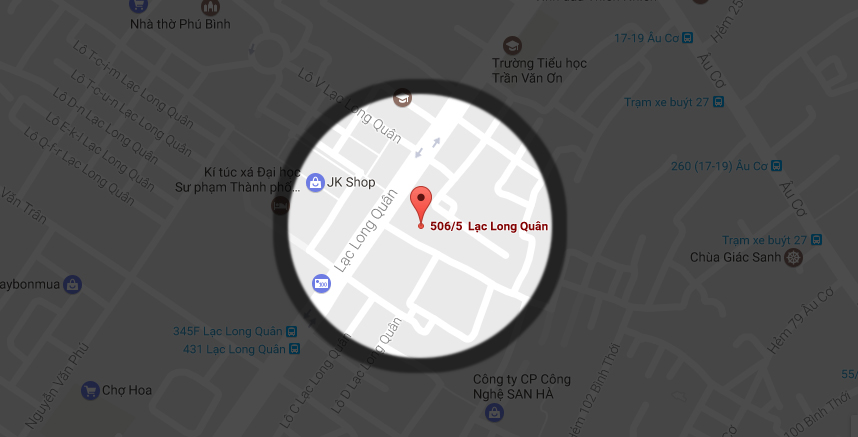 Nhà thờ Phú Bình
17-19 Âu Cơ
Hẻm 25
Trường Tiểu học
Trần Văn Ơn
Âu Cơ
Lô T-c-m Lạc Long Quân
Lô T-c-u-n Lạc Long Quân
Lô D-n Lạc Long Quân
Lô E-k-l Lạc Long Quân
Lô Q-r-f Lạc Long Quân
Lô V Lạc Long Quân
Trạm xe buýt 27
260 (17-19) Âu Cơ
Kí túc xá Đại học
Sư phạm Thành phố...
JK Shop
Văn Trán
Lạc Long Quân
506/5 Lạc Long Quân
Âu Cơ
Trạm xe buýt 27
Chùa Giác Sanh
aybonmua
345F Lạc Long Quân
431 Lạc Long Quân
Hẻm 79 Âu Cơ
Nguyễn Văn Phú
Chợ Hoa
Lô C Lạc Long Quân
Lô D Lạc Long Quân
Công ty CP Công
Nghệ SAN HÀ
Hẻm 102 Bình Thới
55/
100 Bình Thới